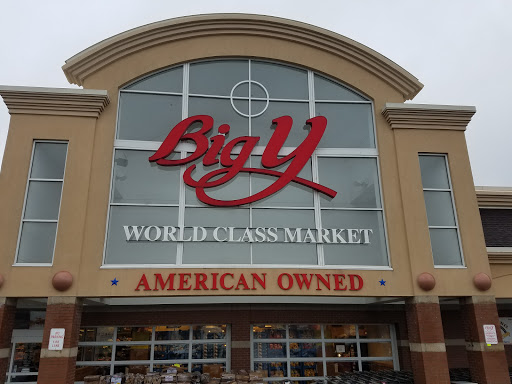 Big Y
WORLD CLASS MARKET
AMERICAN OWNED